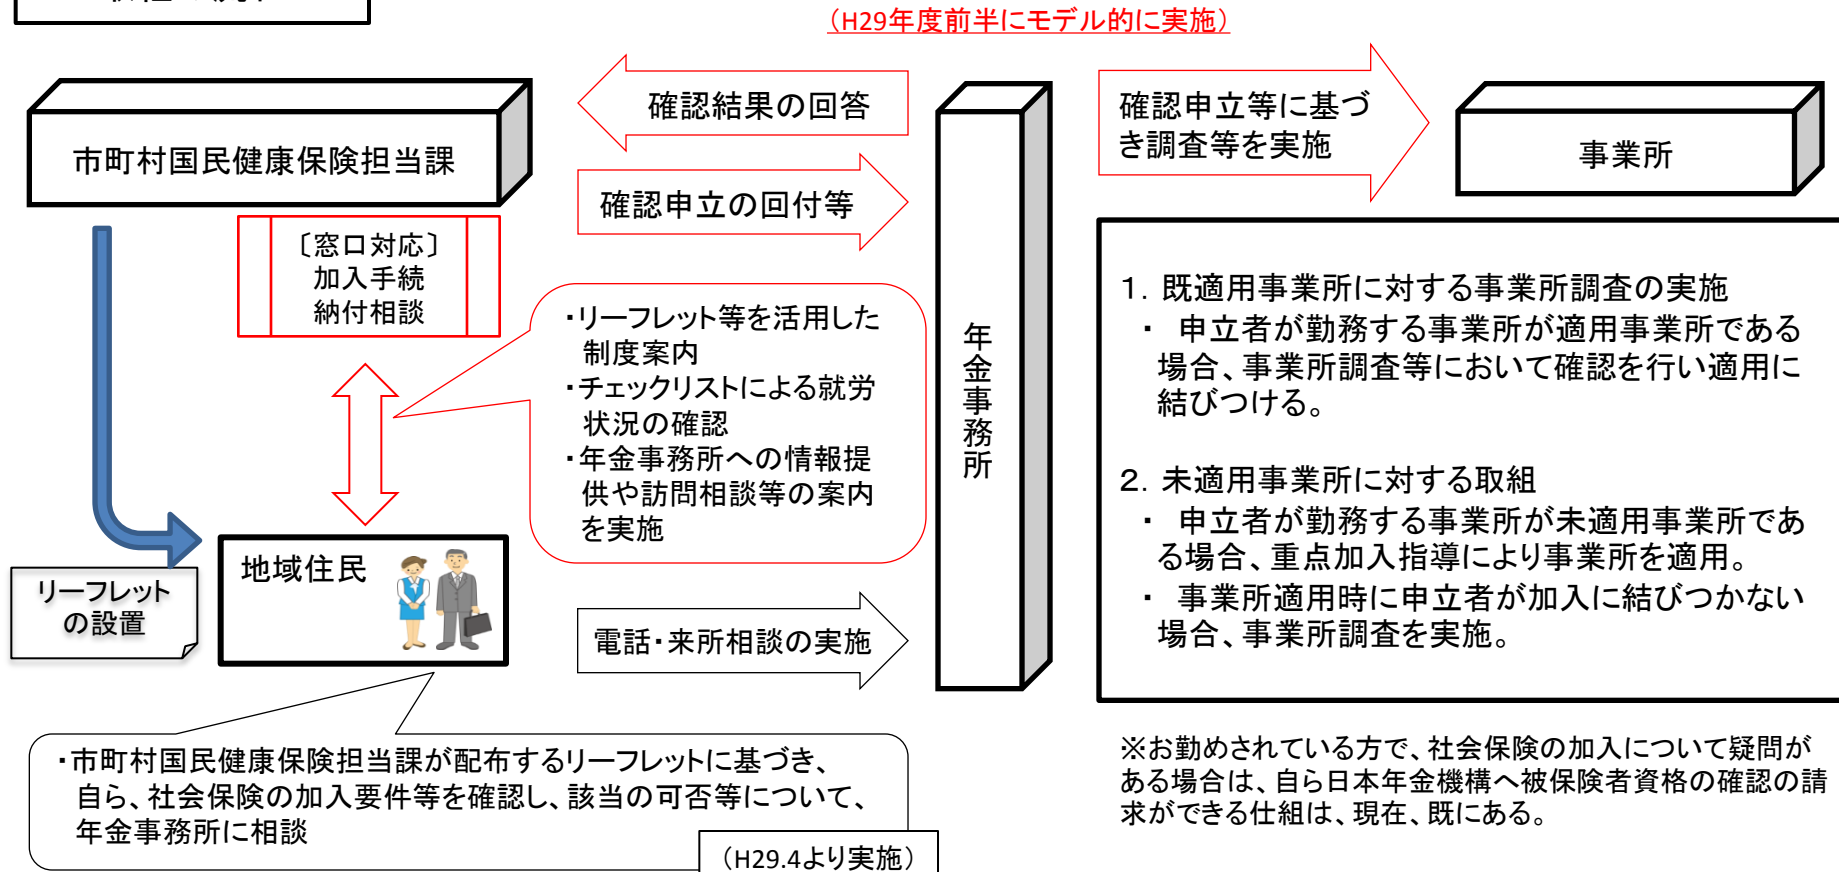 （H29年度前半にモデル的に実施）
市町村国民健康保険担当課
確認結果の回答
確認申立の回付等
確認申立等に基づ
き調査等を実施
事業所
〔窓口対応〕
加入手続
納付相談
・リーフレット等を活用した
制度案内
・チェックリストによる就労
状況の確認
・年金事務所への情報提
供や訪問相談等の案内
を実施
年金事務所
1．既適用事業所に対する事業所調査の実施
・ 申立者が勤務する事業所が適用事業所である
場合、事業所調査等において確認を行い適用に
結びつける。
2．未適用事業所に対する取組
・ 申立者が勤務する事業所が未適用事業所であ
る場合、重点加入指導により事業所を適用。
・ 事業所適用時に申立者が加入に結びつかない
場合、事業所調査を実施。
リーフレット
の設置
地域住民
電話・来所相談の実施
・市町村国民健康保険担当課が配布するリーフレットに基づき、
自ら、社会保険の加入要件等を確認し、該当の可否等について、
年金事務所に相談
（H29.4より実施）
※お勤めされている方で、社会保険の加入について疑問が
ある場合は、自ら日本年金機構へ被保険者資格の確認の請
求ができる仕組は、現在、既にある。